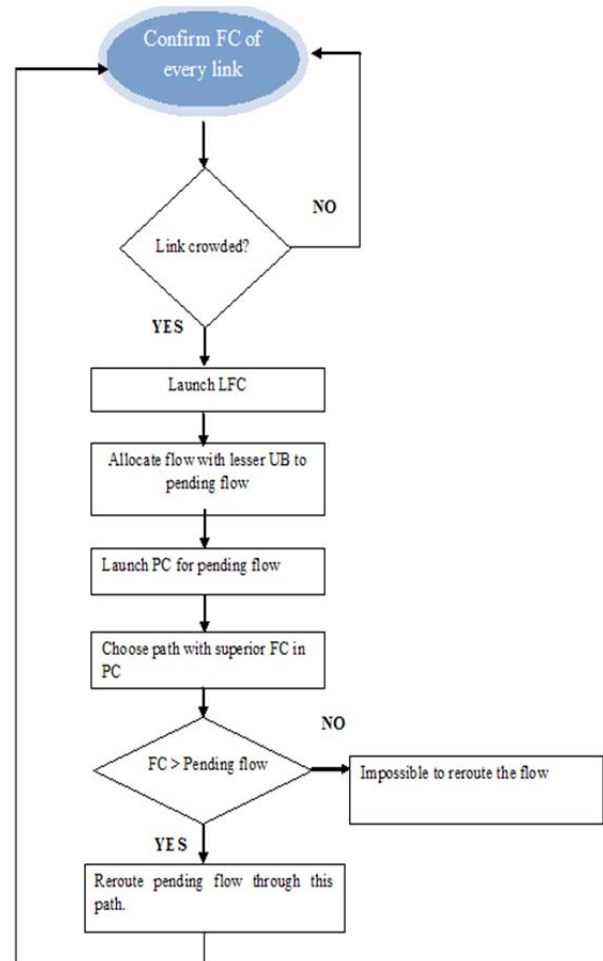 Confirm FC of
every link
NO
Link crowded?
YES
Launch LFC
Allocate flow with lesser UB to
pending flow
Launch PC for pending flow
Choose path with superior FC in
PC
NO
FC > Pending flow
Impossible to reroute the flow
YES
Reroute pending flow through this
path.